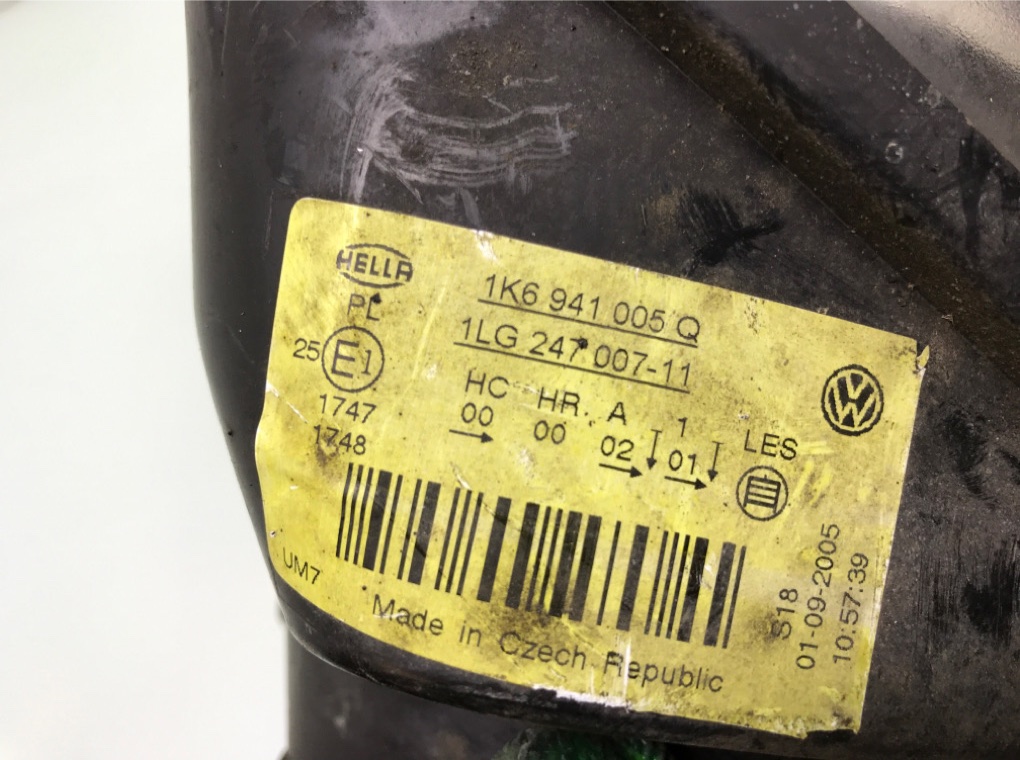 HELLA
PL
25 E1
1747
1748
1K6 941 005 Q
1LG 247 007-11
HC HR A 1
00 00 02 01
LES
UM7
Made in Czech Republic
S18
01-09-2005
10:57:39